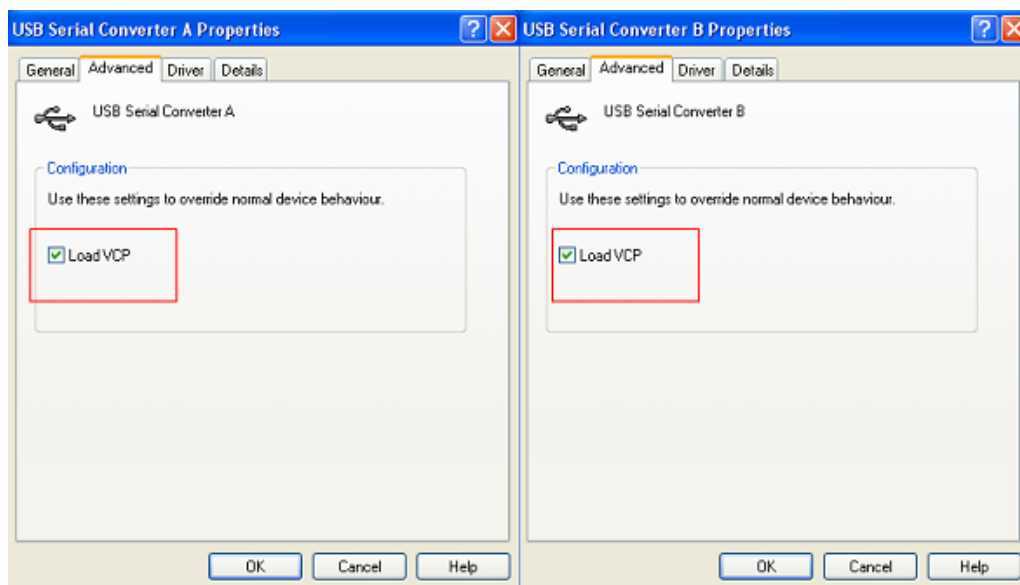 USB Serial Converter A Properties
General Advanced Driver Details
USB Serial Converter A
Configuration
Use these settings to override normal device behaviour.
Load VCP
OK Cancel Help
USB Serial Converter B Properties
General Advanced Driver Details
USB Serial Converter B
Configuration
Use these settings to override normal device behaviour.
Load VCP
OK Cancel Help